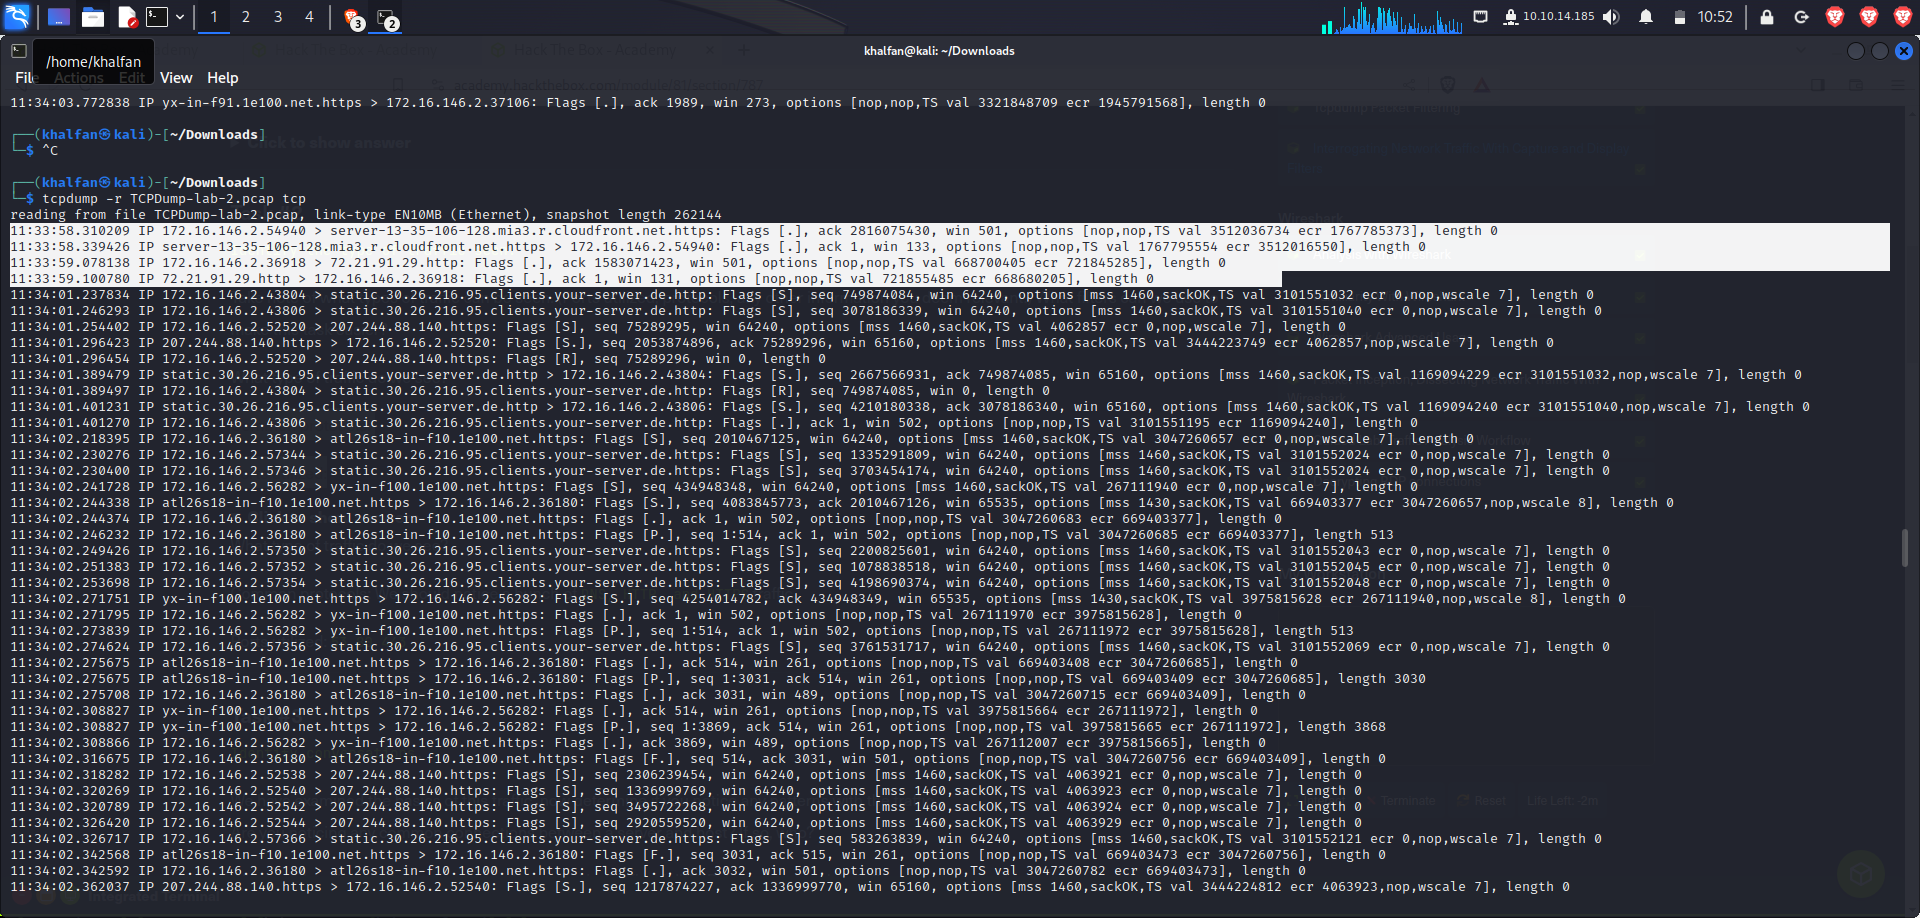 1 2 3 4 3 2 10.10.14.185 10:52
khalfan@kali: ~/Downloads
/home/khalfan
File Actions Edit View Help
11:34:03.772838 IP yx-in-f91.1e100.net.https > 172.16.146.2.37106: Flags [.], ack 1989, win 273, options [nop,nop,TS val 3321848709 ecr 1945791568], length 0
┌──(khalfan㉿kali)-[~/Downloads]
└─$ ^C
┌──(khalfan㉿kali)-[~/Downloads]
└─$ tcpdump -r TCPDump-lab-2.pcap tcp
reading from file TCPDump-lab-2.pcap, link-type EN10MB (Ethernet), snapshot length 262144
11:33:58.310209 IP 172.16.146.2.54940 > server-13-35-106-128.mia3.r.cloudfront.net.https: Flags [.], ack 2816075430, win 501, options [nop,nop,TS val 3512036734 ecr 1767785373], length 0
11:33:58.339426 IP server-13-35-106-128.mia3.r.cloudfront.net.https > 172.16.146.2.54940: Flags [.], ack 1, win 133, options [nop,nop,TS val 1767795554 ecr 3512016550], length 0
11:33:59.078138 IP 172.16.146.2.36918 > 72.21.91.29.http: Flags [.], ack 1583071423, win 501, options [nop,nop,TS val 668700405 ecr 721845285], length 0
11:33:59.100780 IP 72.21.91.29.http > 172.16.146.2.36918: Flags [.], ack 1, win 131, options [nop,nop,TS val 721855485 ecr 668680205], length 0
11:34:01.237834 IP 172.16.146.2.43804 > static.30.26.216.95.clients.your-server.de.http: Flags [S], seq 749874084, win 64240, options [mss 1460,sackOK,TS val 3101551032 ecr 0,nop,wscale 7], length 0
11:34:01.246293 IP 172.16.146.2.43806 > static.30.26.216.95.clients.your-server.de.http: Flags [S], seq 3078186339, win 64240, options [mss 1460,sackOK,TS val 3101551040 ecr 0,nop,wscale 7], length 0
11:34:01.254402 IP 172.16.146.2.52520 > 207.244.88.140.https: Flags [S], seq 75289295, win 64240, options [mss 1460,sackOK,TS val 4062857 ecr 0,nop,wscale 7], length 0
11:34:01.296423 IP 207.244.88.140.https > 172.16.146.2.52520: Flags [S.], seq 2053874896, ack 75289296, win 65160, options [mss 1460,sackOK,TS val 3444223749 ecr 4062857,nop,wscale 7], length 0
11:34:01.296454 IP 172.16.146.2.52520 > 207.244.88.140.https: Flags [R], seq 75289296, win 0, length 0
11:34:01.389479 IP static.30.26.216.95.clients.your-server.de.http > 172.16.146.2.43804: Flags [S.], seq 2667566931, ack 749874085, win 65160, options [mss 1460,sackOK,TS val 1169094229 ecr 3101551032,nop,wscale 7], length 0
11:34:01.389497 IP 172.16.146.2.43804 > static.30.26.216.95.clients.your-server.de.http: Flags [R], seq 749874085, win 0, length 0
11:34:01.401231 IP static.30.26.216.95.clients.your-server.de.http > 172.16.146.2.43806: Flags [S.], seq 4210180338, ack 3078186340, win 65160, options [mss 1460,sackOK,TS val 1169094240 ecr 3101551040,nop,wscale 7], length 0
11:34:01.401270 IP 172.16.146.2.43806 > static.30.26.216.95.clients.your-server.de.http: Flags [.], ack 1, win 502, options [nop,nop,TS val 3101551195 ecr 1169094240], length 0
11:34:02.218395 IP 172.16.146.2.36180 > atl26s18-in-f10.1e100.net.https: Flags [S], seq 2010467125, win 64240, options [mss 1460,sackOK,TS val 3047260657 ecr 0,nop,wscale 7], length 0
11:34:02.230276 IP 172.16.146.2.57344 > static.30.26.216.95.clients.your-server.de.https: Flags [S], seq 1335291809, win 64240, options [mss 1460,sackOK,TS val 3101552024 ecr 0,nop,wscale 7], length 0
11:34:02.230400 IP 172.16.146.2.57346 > static.30.26.216.95.clients.your-server.de.https: Flags [S], seq 3703454174, win 64240, options [mss 1460,sackOK,TS val 3101552024 ecr 0,nop,wscale 7], length 0
11:34:02.241728 IP 172.16.146.2.56282 > yx-in-f100.1e100.net.https: Flags [S], seq 434948348, win 64240, options [mss 1460,sackOK,TS val 267111940 ecr 0,nop,wscale 7], length 0
11:34:02.244338 IP atl26s18-in-f10.1e100.net.https > 172.16.146.2.36180: Flags [S.], seq 4083845773, ack 2010467126, win 65535, options [mss 1430,sackOK,TS val 669403377 ecr 3047260657,nop,wscale 8], length 0
11:34:02.244374 IP 172.16.146.2.36180 > atl26s18-in-f10.1e100.net.https: Flags [.], ack 1, win 502, options [nop,nop,TS val 3047260683 ecr 669403377], length 0
11:34:02.246232 IP 172.16.146.2.36180 > atl26s18-in-f10.1e100.net.https: Flags [P.], seq 1:514, ack 1, win 502, options [nop,nop,TS val 3047260685 ecr 669403377], length 513
11:34:02.249426 IP 172.16.146.2.57350 > static.30.26.216.95.clients.your-server.de.https: Flags [S], seq 2200825601, win 64240, options [mss 1460,sackOK,TS val 3101552043 ecr 0,nop,wscale 7], length 0
11:34:02.251383 IP 172.16.146.2.57352 > static.30.26.216.95.clients.your-server.de.https: Flags [S], seq 1078838518, win 64240, options [mss 1460,sackOK,TS val 3101552045 ecr 0,nop,wscale 7], length 0
11:34:02.253698 IP 172.16.146.2.57354 > static.30.26.216.95.clients.your-server.de.https: Flags [S], seq 4198690374, win 64240, options [mss 1460,sackOK,TS val 3101552048 ecr 0,nop,wscale 7], length 0
11:34:02.271751 IP yx-in-f100.1e100.net.https > 172.16.146.2.56282: Flags [S.], seq 4254014782, ack 434948349, win 65535, options [mss 1430,sackOK,TS val 3975815628 ecr 267111940,nop,wscale 8], length 0
11:34:02.271795 IP 172.16.146.2.56282 > yx-in-f100.1e100.net.https: Flags [.], ack 1, win 502, options [nop,nop,TS val 267111970 ecr 3975815628], length 0
11:34:02.273839 IP 172.16.146.2.56282 > yx-in-f100.1e100.net.https: Flags [P.], seq 1:514, ack 1, win 502, options [nop,nop,TS val 267111972 ecr 3975815628], length 513
11:34:02.274624 IP 172.16.146.2.57356 > static.30.26.216.95.clients.your-server.de.https: Flags [S], seq 3761531717, win 64240, options [mss 1460,sackOK,TS val 3101552069 ecr 0,nop,wscale 7], length 0
11:34:02.275675 IP atl26s18-in-f10.1e100.net.https > 172.16.146.2.36180: Flags [.], ack 514, win 261, options [nop,nop,TS val 669403408 ecr 3047260685], length 0
11:34:02.275675 IP atl26s18-in-f10.1e100.net.https > 172.16.146.2.36180: Flags [P.], seq 1:3031, ack 514, win 261, options [nop,nop,TS val 669403409 ecr 3047260685], length 3030
11:34:02.275708 IP 172.16.146.2.36180 > atl26s18-in-f10.1e100.net.https: Flags [.], ack 3031, win 489, options [nop,nop,TS val 3047260715 ecr 669403409], length 0
11:34:02.308827 IP yx-in-f100.1e100.net.https > 172.16.146.2.56282: Flags [.], ack 514, win 261, options [nop,nop,TS val 3975815664 ecr 267111972], length 0
11:34:02.308827 IP yx-in-f100.1e100.net.https > 172.16.146.2.56282: Flags [P.], seq 1:3869, ack 514, win 261, options [nop,nop,TS val 3975815665 ecr 267111972], length 3868
11:34:02.308866 IP 172.16.146.2.56282 > yx-in-f100.1e100.net.https: Flags [.], ack 3869, win 489, options [nop,nop,TS val 267112007 ecr 3975815665], length 0
11:34:02.316675 IP 172.16.146.2.36180 > atl26s18-in-f10.1e100.net.https: Flags [F.], seq 514, ack 3031, win 501, options [nop,nop,TS val 3047260756 ecr 669403409], length 0
11:34:02.318282 IP 172.16.146.2.52538 > 207.244.88.140.https: Flags [S], seq 2306239454, win 64240, options [mss 1460,sackOK,TS val 4063921 ecr 0,nop,wscale 7], length 0
11:34:02.320269 IP 172.16.146.2.52540 > 207.244.88.140.https: Flags [S], seq 1336999769, win 64240, options [mss 1460,sackOK,TS val 4063923 ecr 0,nop,wscale 7], length 0
11:34:02.320789 IP 172.16.146.2.52542 > 207.244.88.140.https: Flags [S], seq 3495722268, win 64240, options [mss 1460,sackOK,TS val 4063924 ecr 0,nop,wscale 7], length 0
11:34:02.326420 IP 172.16.146.2.52544 > 207.244.88.140.https: Flags [S], seq 2920559520, win 64240, options [mss 1460,sackOK,TS val 4063929 ecr 0,nop,wscale 7], length 0
11:34:02.326717 IP 172.16.146.2.57366 > static.30.26.216.95.clients.your-server.de.https: Flags [S], seq 583263839, win 64240, options [mss 1460,sackOK,TS val 3101552121 ecr 0,nop,wscale 7], length 0
11:34:02.342568 IP atl26s18-in-f10.1e100.net.https > 172.16.146.2.36180: Flags [F.], seq 3031, ack 515, win 261, options [nop,nop,TS val 669403473 ecr 3047260756], length 0
11:34:02.342592 IP 172.16.146.2.36180 > atl26s18-in-f10.1e100.net.https: Flags [.], ack 3032, win 501, options [nop,nop,TS val 3047260782 ecr 669403473], length 0
11:34:02.362037 IP 207.244.88.140.https > 172.16.146.2.52540: Flags [S.], seq 1217874227, ack 1336999770, win 65160, options [mss 1460,sackOK,TS val 3444224812 ecr 4063923,nop,wscale 7], length 0